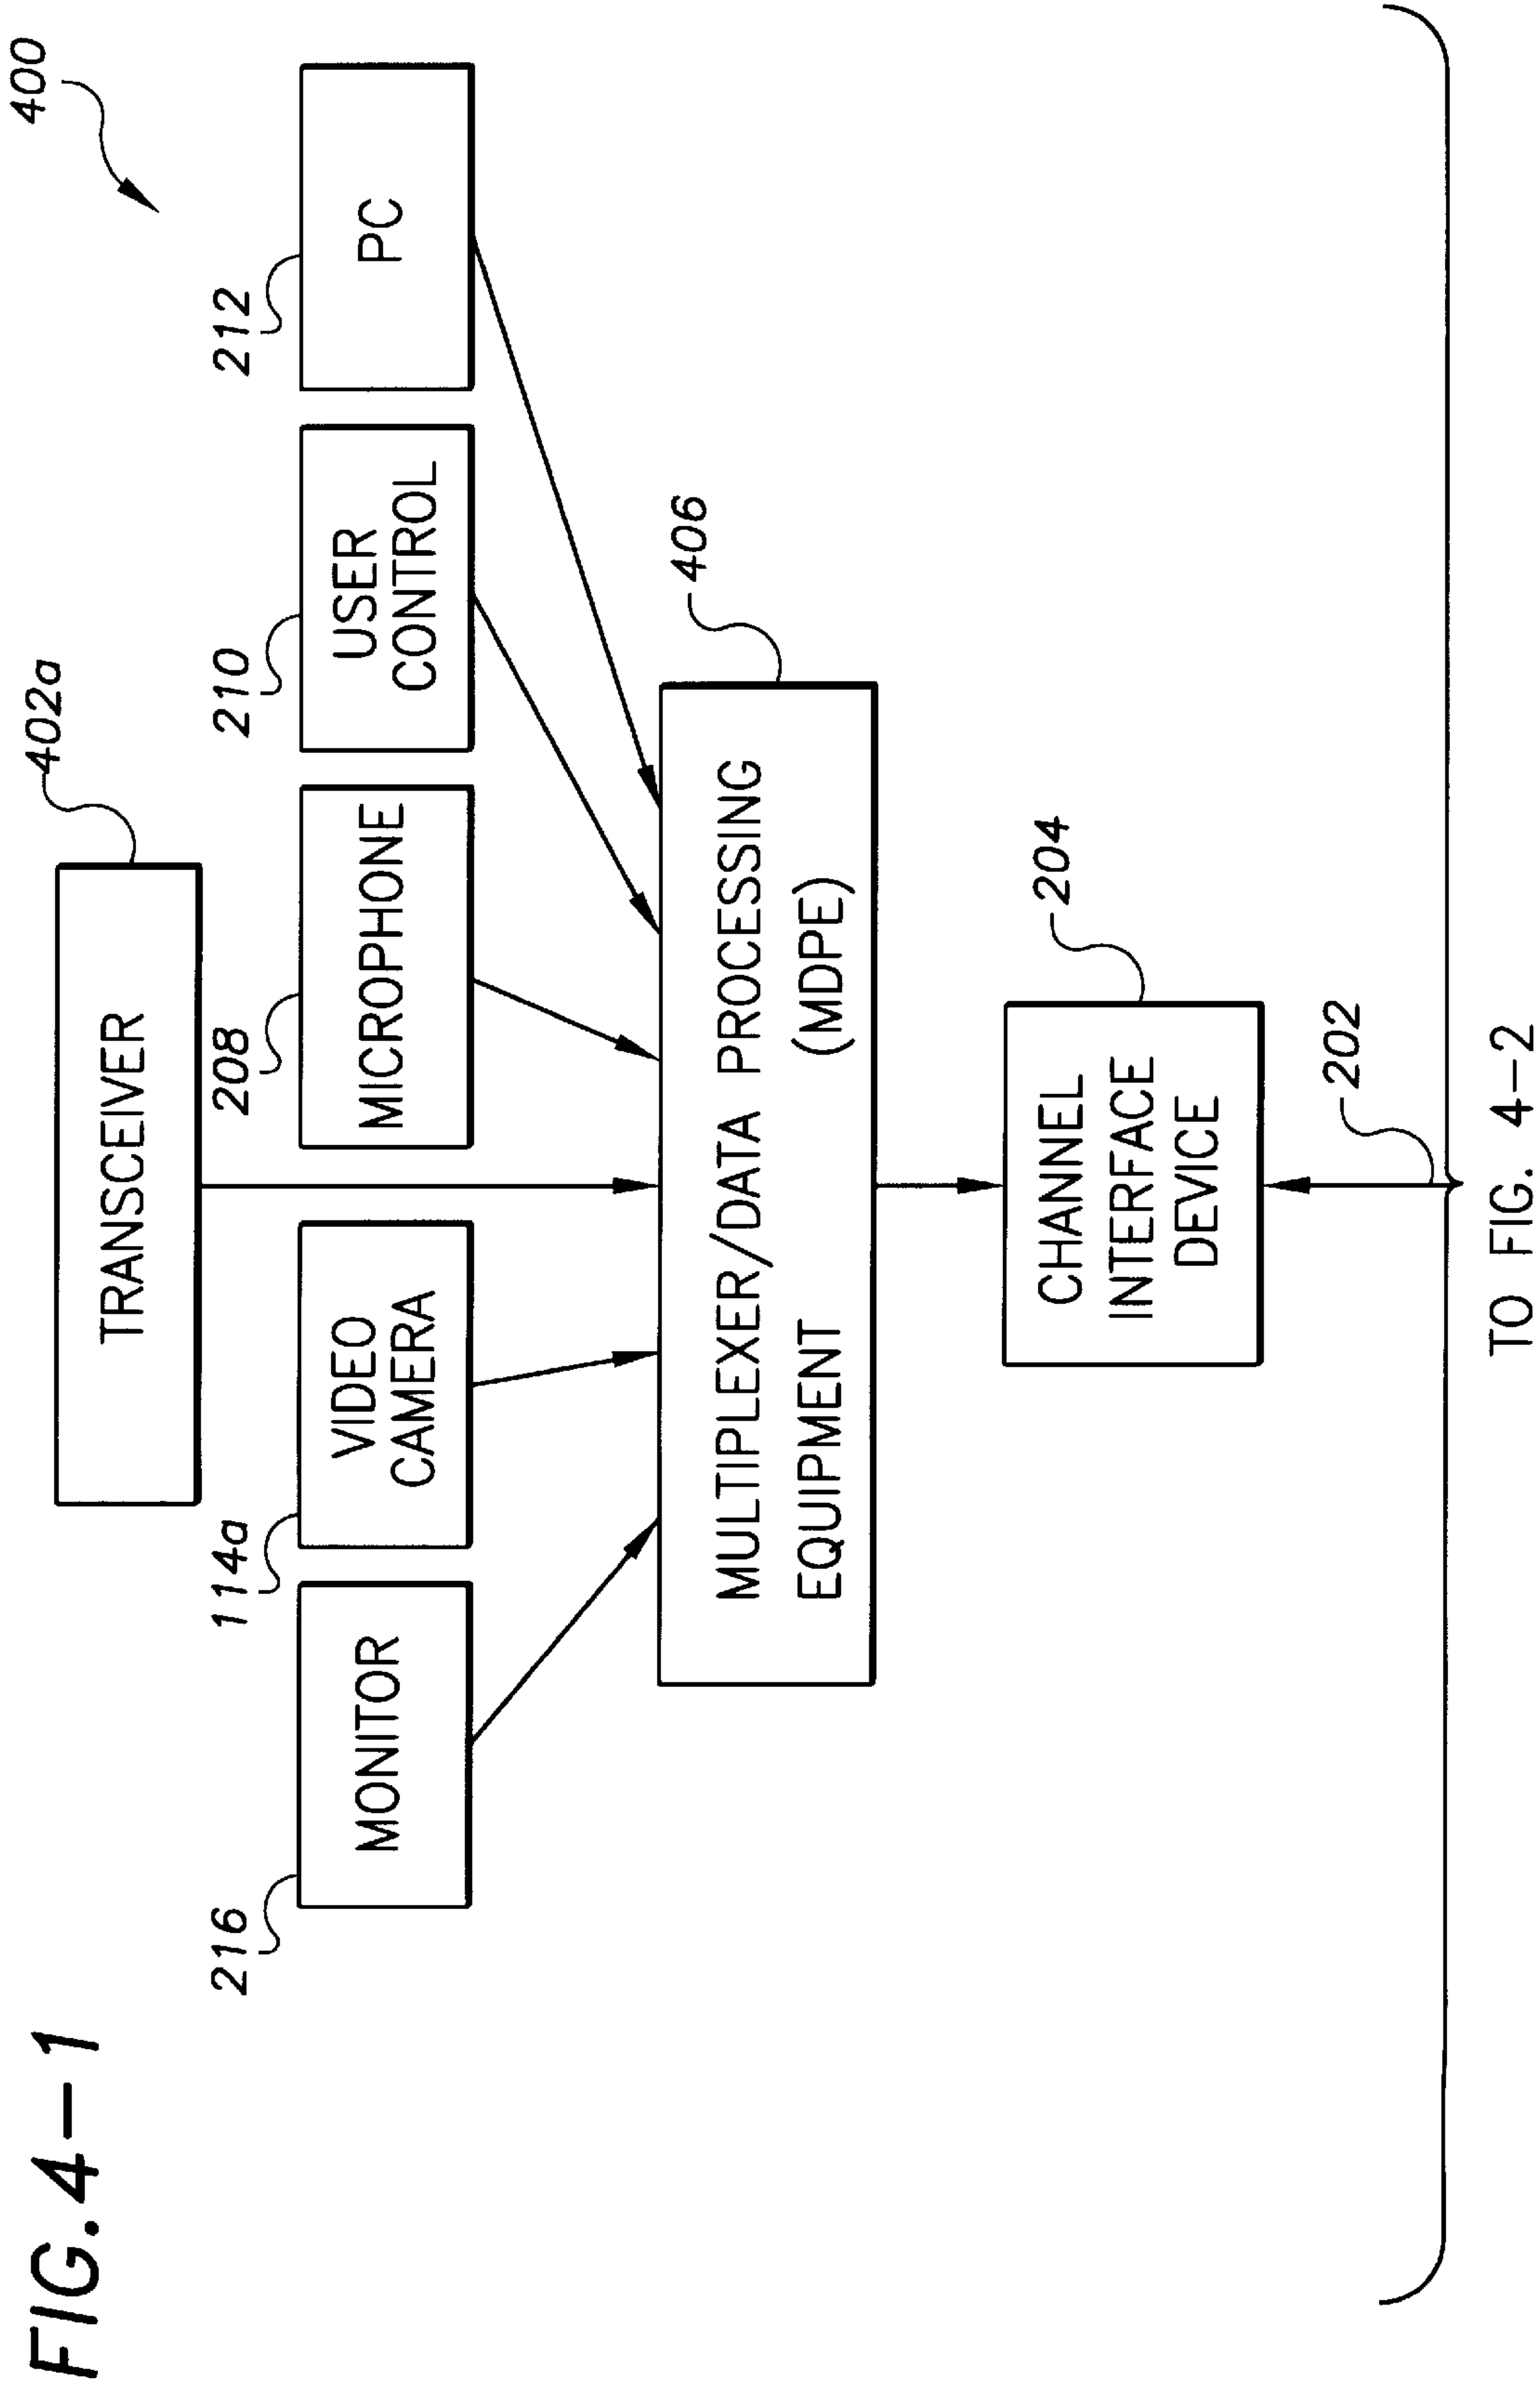 FIG.4-1
400
402a
TRANSCEIVER
216
114a
208
210
212
MONITOR
VIDEO
CAMERA
MICROPHONE
USER
CONTROL
PC
406
MULTIPLEXER/DATA PROCESSING
EQUIPMENT (MDPE)
204
CHANNEL
INTERFACE
DEVICE
202
TO FIG. 4-2